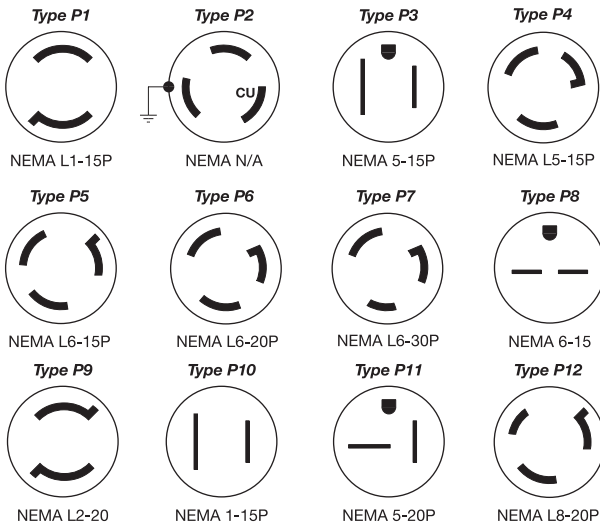 Type P1 Type P2 Type P3 Type P4
CU
NEMA L1-15P NEMA N/A NEMA 5-15P NEMA L5-15P
Type P5 Type P6 Type P7 Type P8
NEMA L6-15P NEMA L6-20P NEMA L6-30P NEMA 6-15
Type P9 Type P10 Type P11 Type P12
NEMA L2-20 NEMA 1-15P NEMA 5-20P NEMA L8-20P